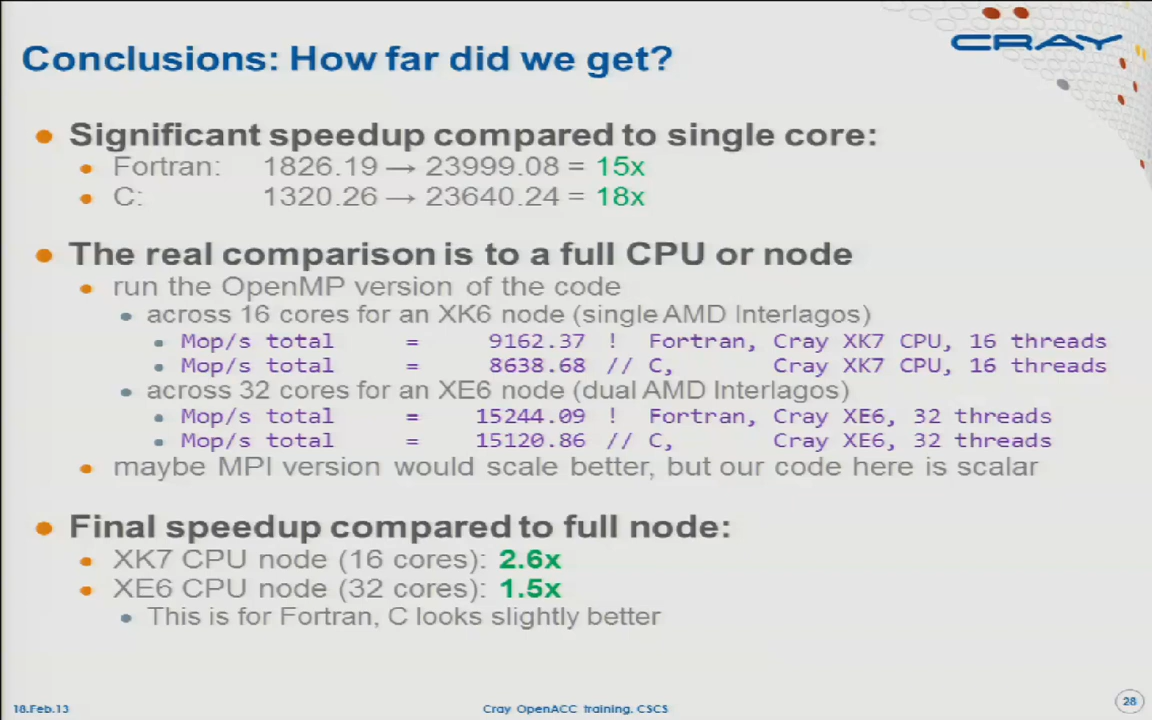 CRAY
Conclusions: How far did we get?
Significant speedup compared to single core:
Fortran: 1826.19 → 23999.08 = 15x
C: 1320.26 → 23640.24 = 18x
The real comparison is to a full CPU or node
run the OpenMP version of the code
across 16 cores for an XK6 node (single AMD Interlagos)
Mop/s total = 9162.37 ! Fortran, Cray XK7 CPU, 16 threads
Mop/s total = 8638.68 // C, Cray XK7 CPU, 16 threads
across 32 cores for an XE6 node (dual AMD Interlagos)
Mop/s total = 15244.09 ! Fortran, Cray XE6, 32 threads
Mop/s total = 15120.86 // C, Cray XE6, 32 threads
maybe MPI version would scale better, but our code here is scalar
Final speedup compared to full node:
XK7 CPU node (16 cores): 2.6x
XE6 CPU node (32 cores): 1.5x
This is for Fortran, C looks slightly better
18.Feb.13
Cray OpenACC training, CSCS
28